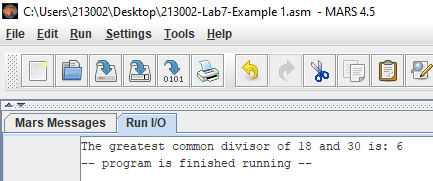 C:\Users\213002\Desktop\213002-Lab7-Example 1.asm - MARS 4.5
File Edit Run Settings Tools Help
0101
Mars Messages Run I/O
The greatest common divisor of 18 and 30 is: 6
-- program is finished running --